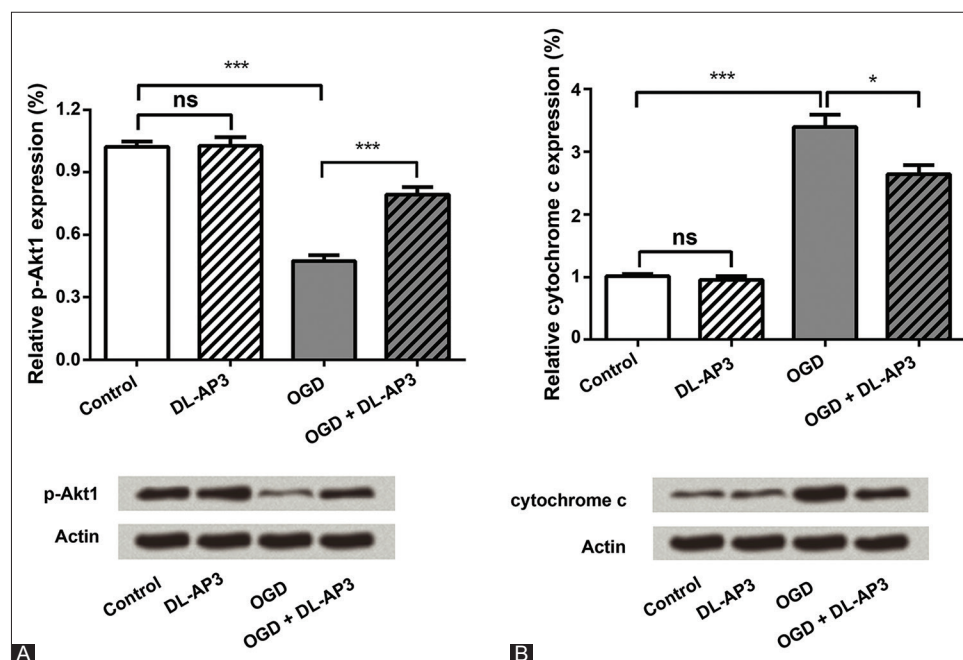 Relative p-Akt1 expression (%)
1.2
0.9
0.6
0.3
0.0
***
ns
***
Control
DL-AP3
OGD
OGD + DL-AP3
p-Akt1
Actin
Control
DL-AP3
OGD
OGD + DL-AP3
A
Relative cytochrome c expression (%)
6
4
2
1
0
***
*
ns
Control
DL-AP3
OGD
OGD + DL-AP3
cytochrome c
Actin
Control
DL-AP3
OGD
OGD + DL-AP3
B